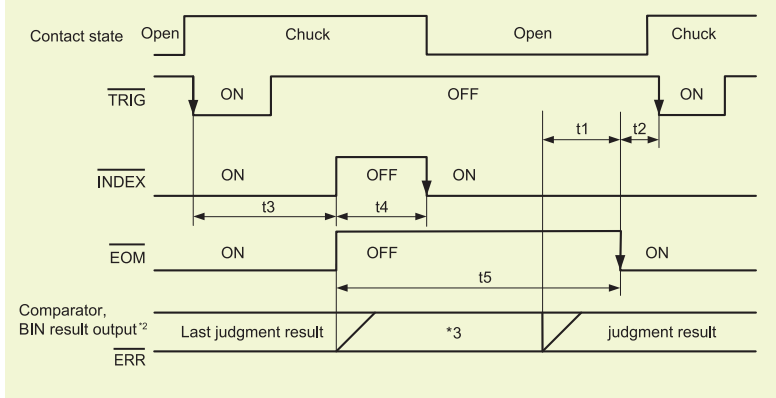 Contact state Open Chuck Open Chuck
TRIG ON OFF ON
t1 t2
INDEX ON OFF ON
t3 t4
EOM ON OFF ON
t5
Comparator,
BIN result output*2 Last judgment result *3 judgment result
ERR